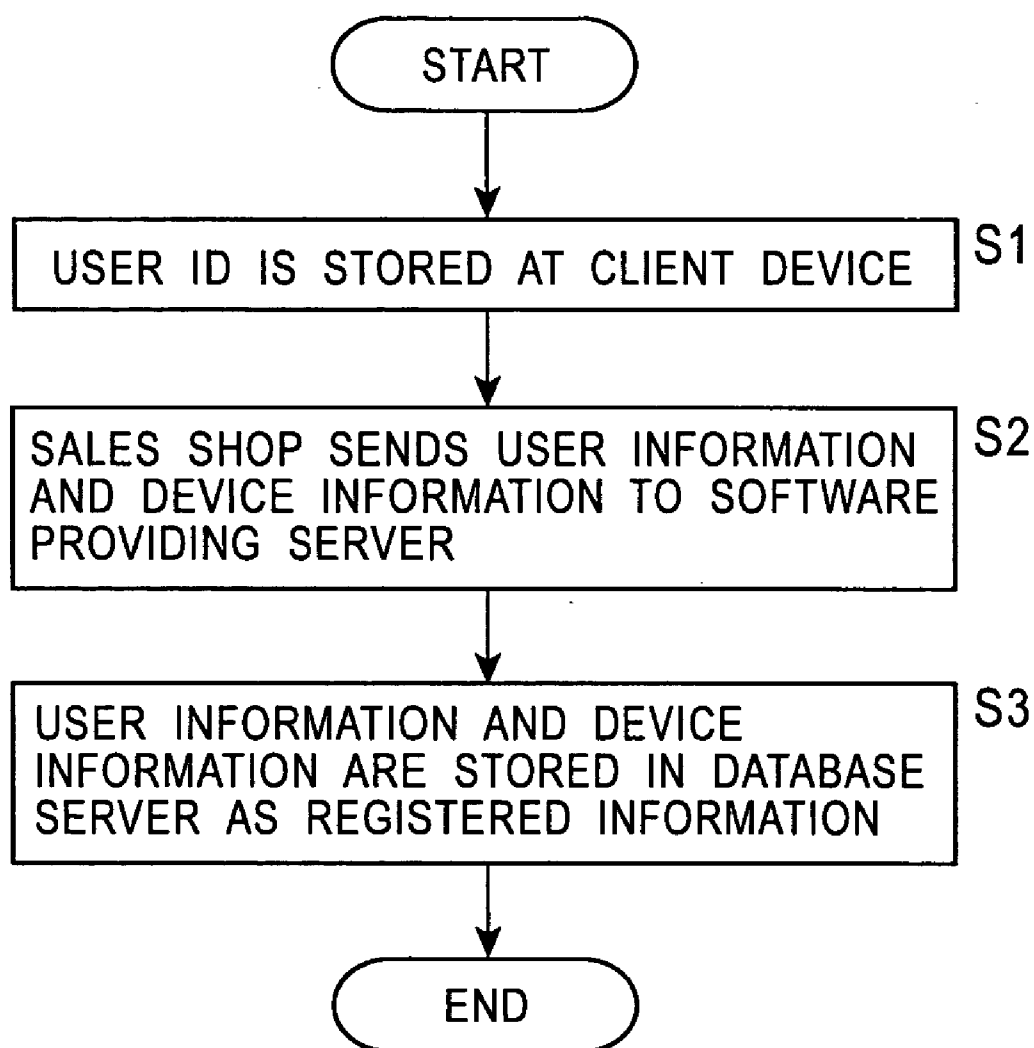 START
USER ID IS STORED AT CLIENT DEVICE
S1
SALES SHOP SENDS USER INFORMATION
AND DEVICE INFORMATION TO SOFTWARE
PROVIDING SERVER
S2
USER INFORMATION AND DEVICE
INFORMATION ARE STORED IN DATABASE
SERVER AS REGISTERED INFORMATION
S3
END